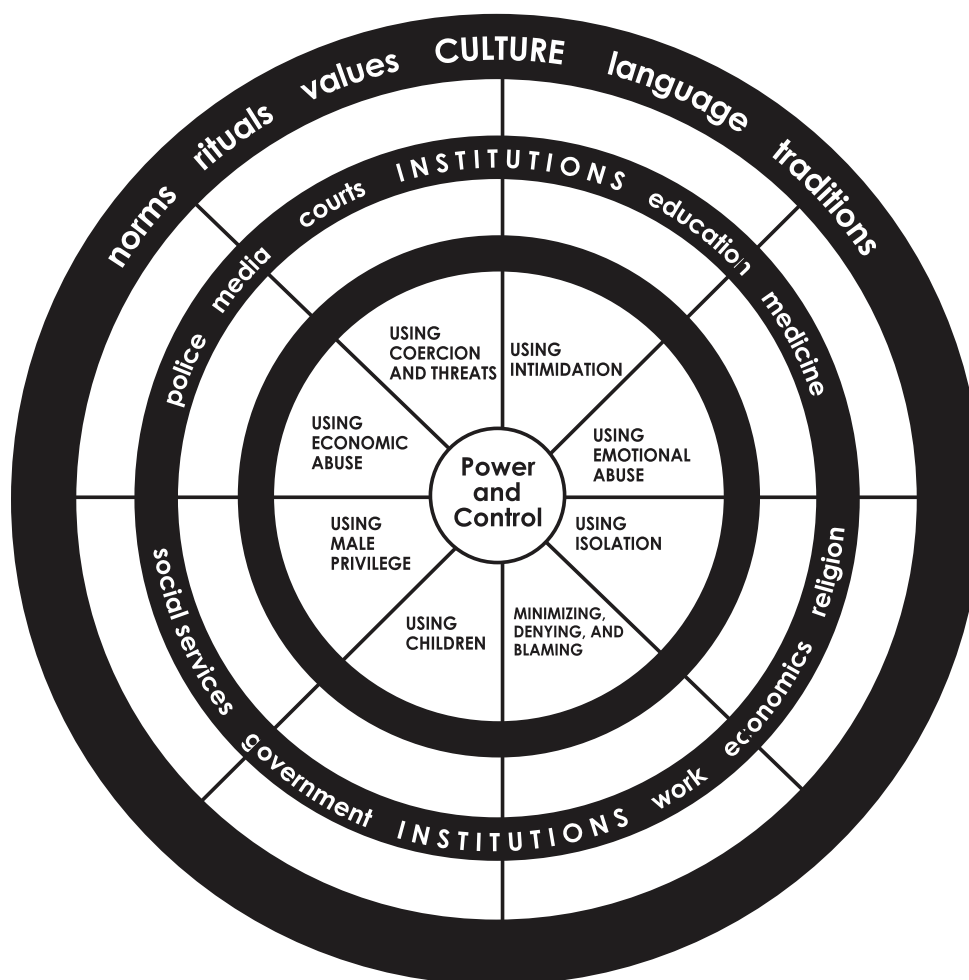 norms rituals values CULTURE language traditions
police media courts INSTITUTIONS education medicine
social services government INSTITUTIONS work economics religion
USING
COERCION
AND THREATS
USING
INTIMIDATION
USING
EMOTIONAL
ABUSE
USING
ISOLATION
MINIMIZING,
DENYING, AND
BLAMING
USING
CHILDREN
USING
MALE
PRIVILEGE
USING
ECONOMIC
ABUSE
Power
and
Control